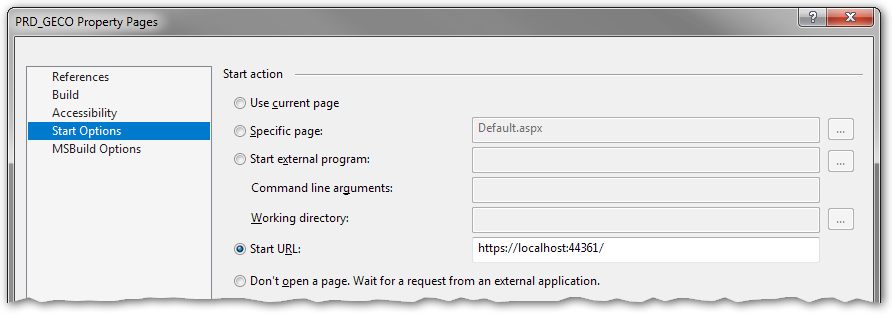 PRD_GECO Property Pages
?
References
Build
Accessibility
Start Options
MSBuild Options
Start action
Use current page
Specific page: Default.aspx ...
Start external program: ...
Command line arguments:
Working directory: ...
Start URL: https://localhost:44361/
Don't open a page. Wait for a request from an external application.